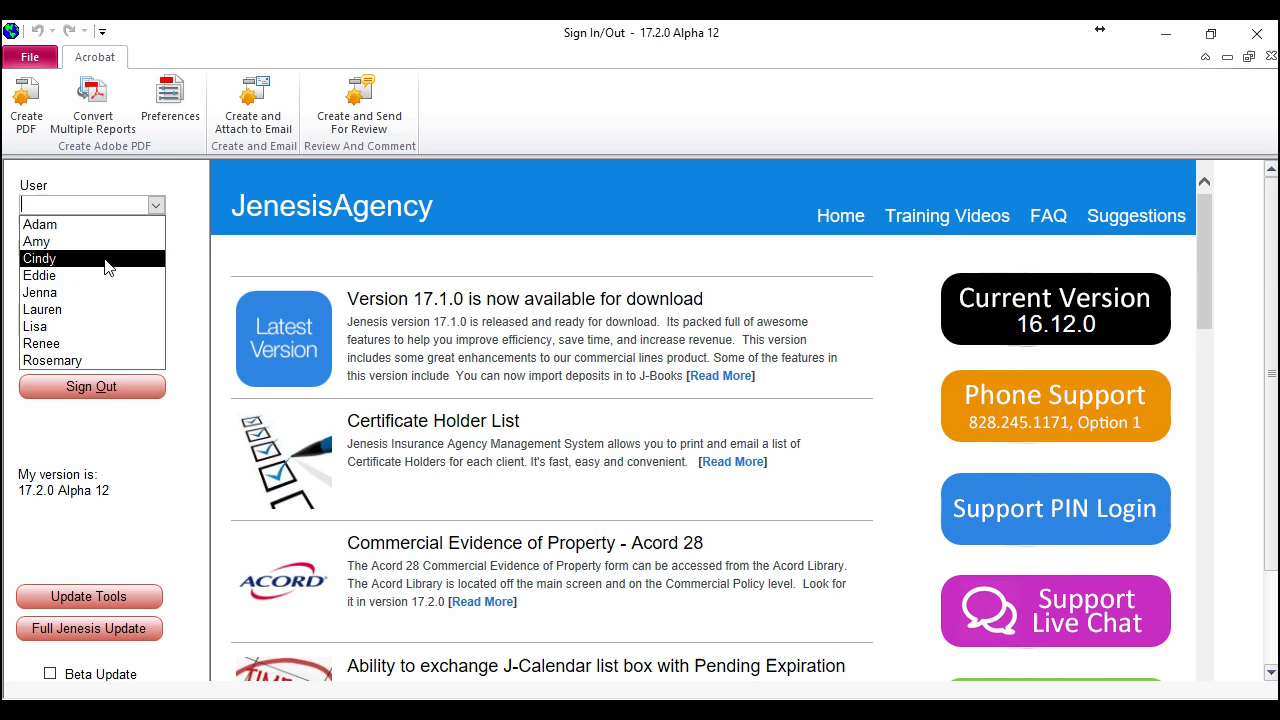 Sign In/Out - 17.2.0 Alpha 12
File
Acrobat
Create
PDF
Convert
Multiple Reports
Preferences
Create and
Attach to Email
Create and Send
For Review
Create Adobe PDF
Create and Email
Review And Comment
User
Adam
Amy
Cindy
Eddie
Jenna
Lauren
Lisa
Renee
Rosemary
Sign Out
My version is:
17.2.0 Alpha 12
Update Tools
Full Jenesis Update
Beta Update
JenesisAgency
Home
Training Videos
FAQ
Suggestions
Latest
Version
Version 17.1.0 is now available for download
Jenesis version 17.1.0 is released and ready for download. Its packed full of awesome
features to help you improve efficiency, save time, and increase revenue. This version
includes some great enhancements to our commercial lines product. Some of the features in
this version include You can now import deposits in to J-Books [Read More]
Certificate Holder List
Jenesis Insurance Agency Management System allows you to print and email a list of
Certificate Holders for each client. It's fast, easy and convenient. [Read More]
ACORD
Commercial Evidence of Property - Acord 28
The Acord 28 Commercial Evidence of Property form can be accessed from the Acord Library.
The Acord Library is located off the main screen and on the Commercial Policy level. Look for
it in version 17.2.0 [Read More]
Ability to exchange J-Calendar list box with Pending Expiration
Current Version
16.12.0
Phone Support
828.245.1171, Option 1
Support PIN Login
Support
Live Chat